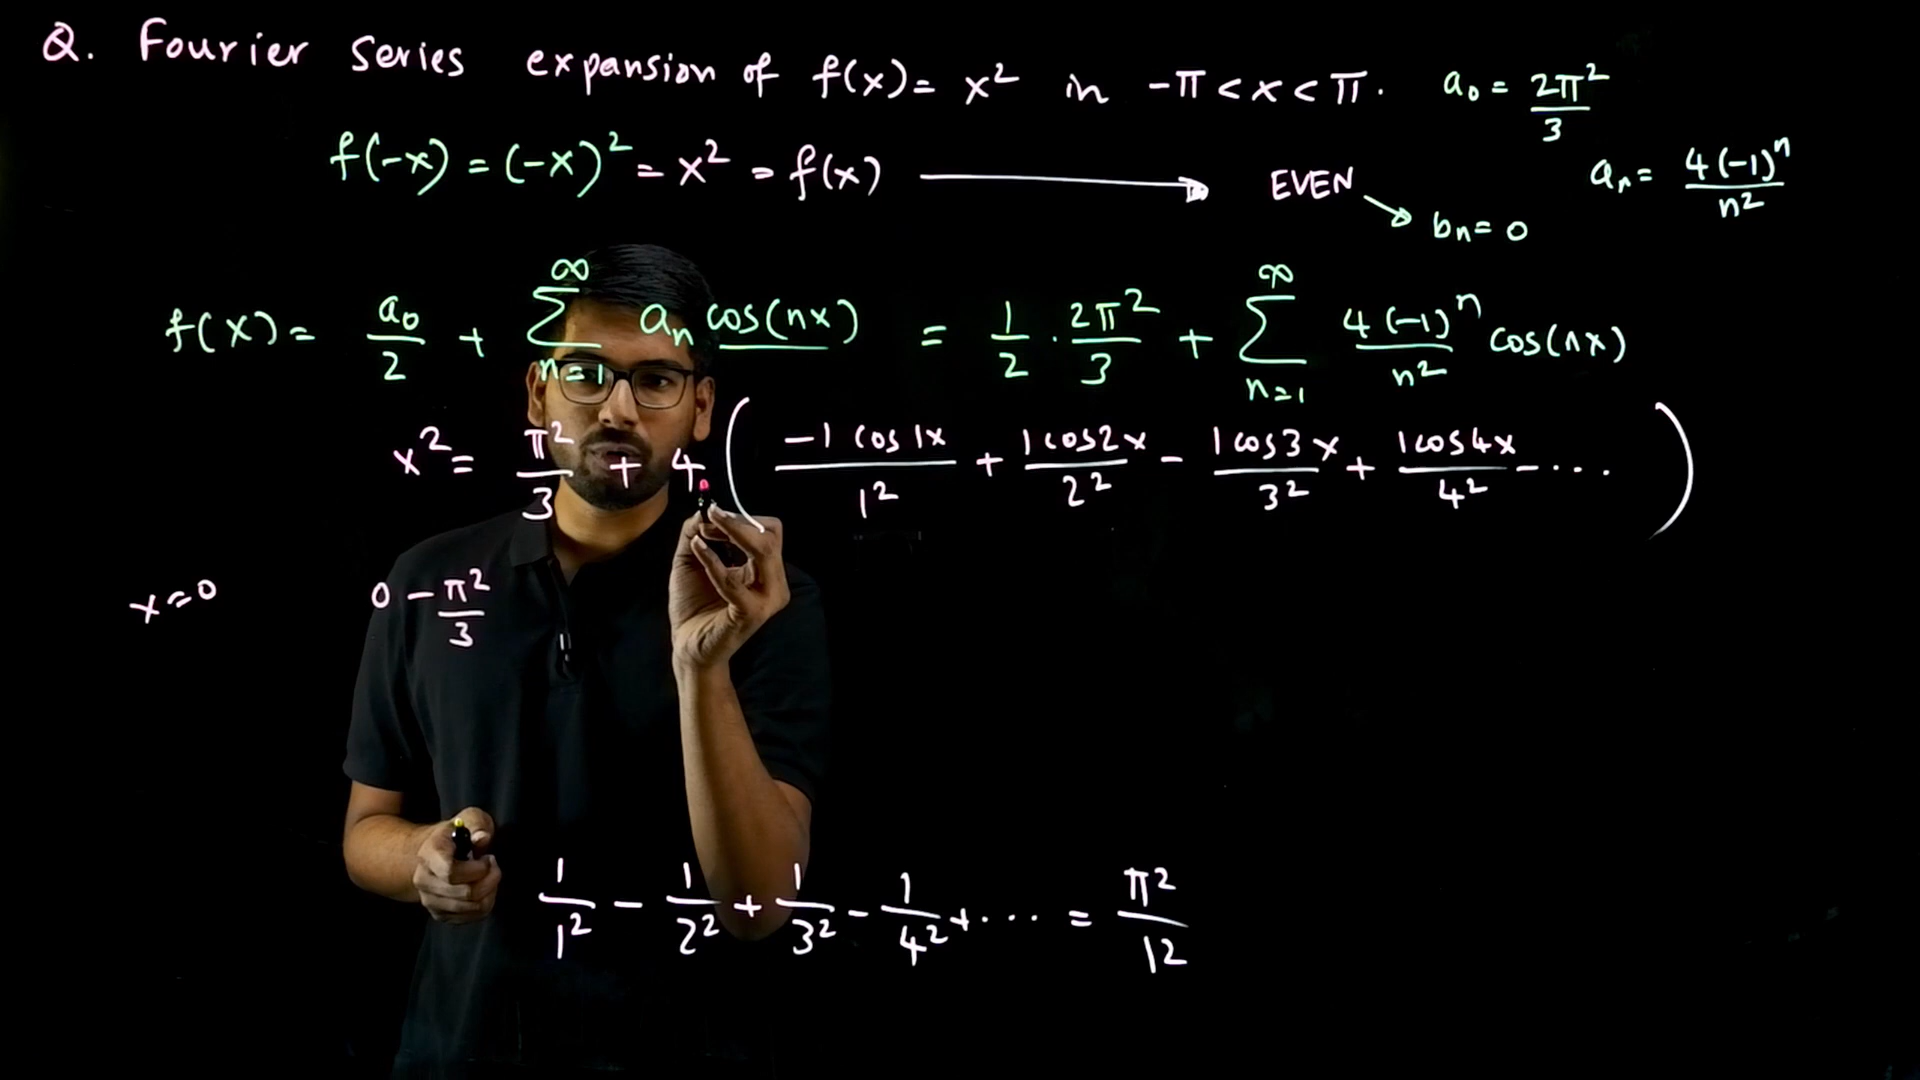 Q. Fourier Series expansion of f(x) = x² in -π < x < π. a₀ = 2π²/3
f(-x) = (-x)² = x² = f(x) ⟶ EVEN aₙ = 4(-1)ⁿ/n²
↘ bₙ = 0
f(x) = a₀/2 + ∑_{n=1}^{∞} aₙ cos(nx) = 1/2 · 2π²/3 + ∑_{n=1}^{∞} 4(-1)ⁿ/n² cos(nx)
x² = π²/3 + 4 ( -1 cos 1x/1² + 1 cos 2x/2² - 1 cos 3x/3² + 1 cos 4x/4² - ... )
x = 0 0 - π²/3
1/1² - 1/2² + 1/3² - 1/4² + ... = π²/12